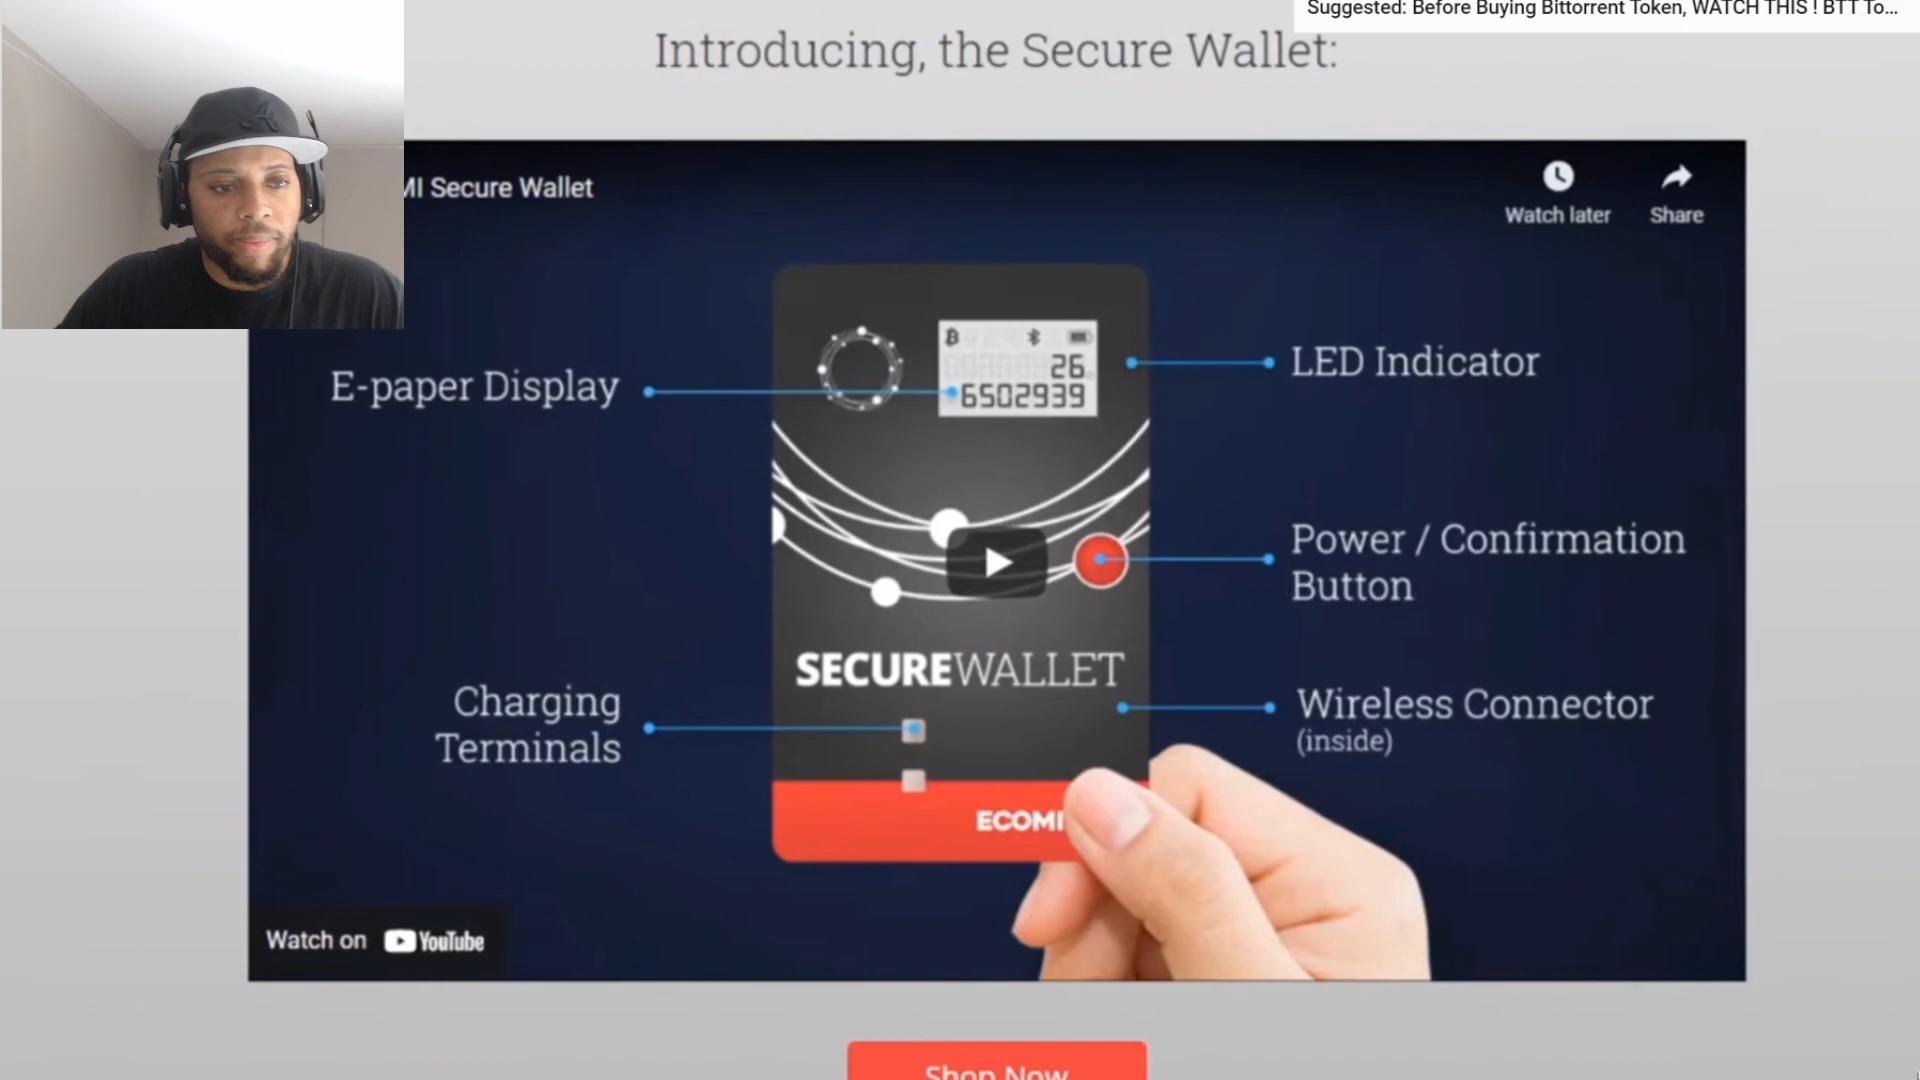 Suggested: Before Buying Bittorrent Token, WATCH THIS ! BTT To...
Introducing, the Secure Wallet:
MI Secure Wallet
Watch later
Share
26
6502939
E-paper Display
LED Indicator
Power / Confirmation
Button
SECUREWALLET
Charging
Terminals
Wireless Connector
(inside)
ECOMI
Watch on YouTube
Shop Now